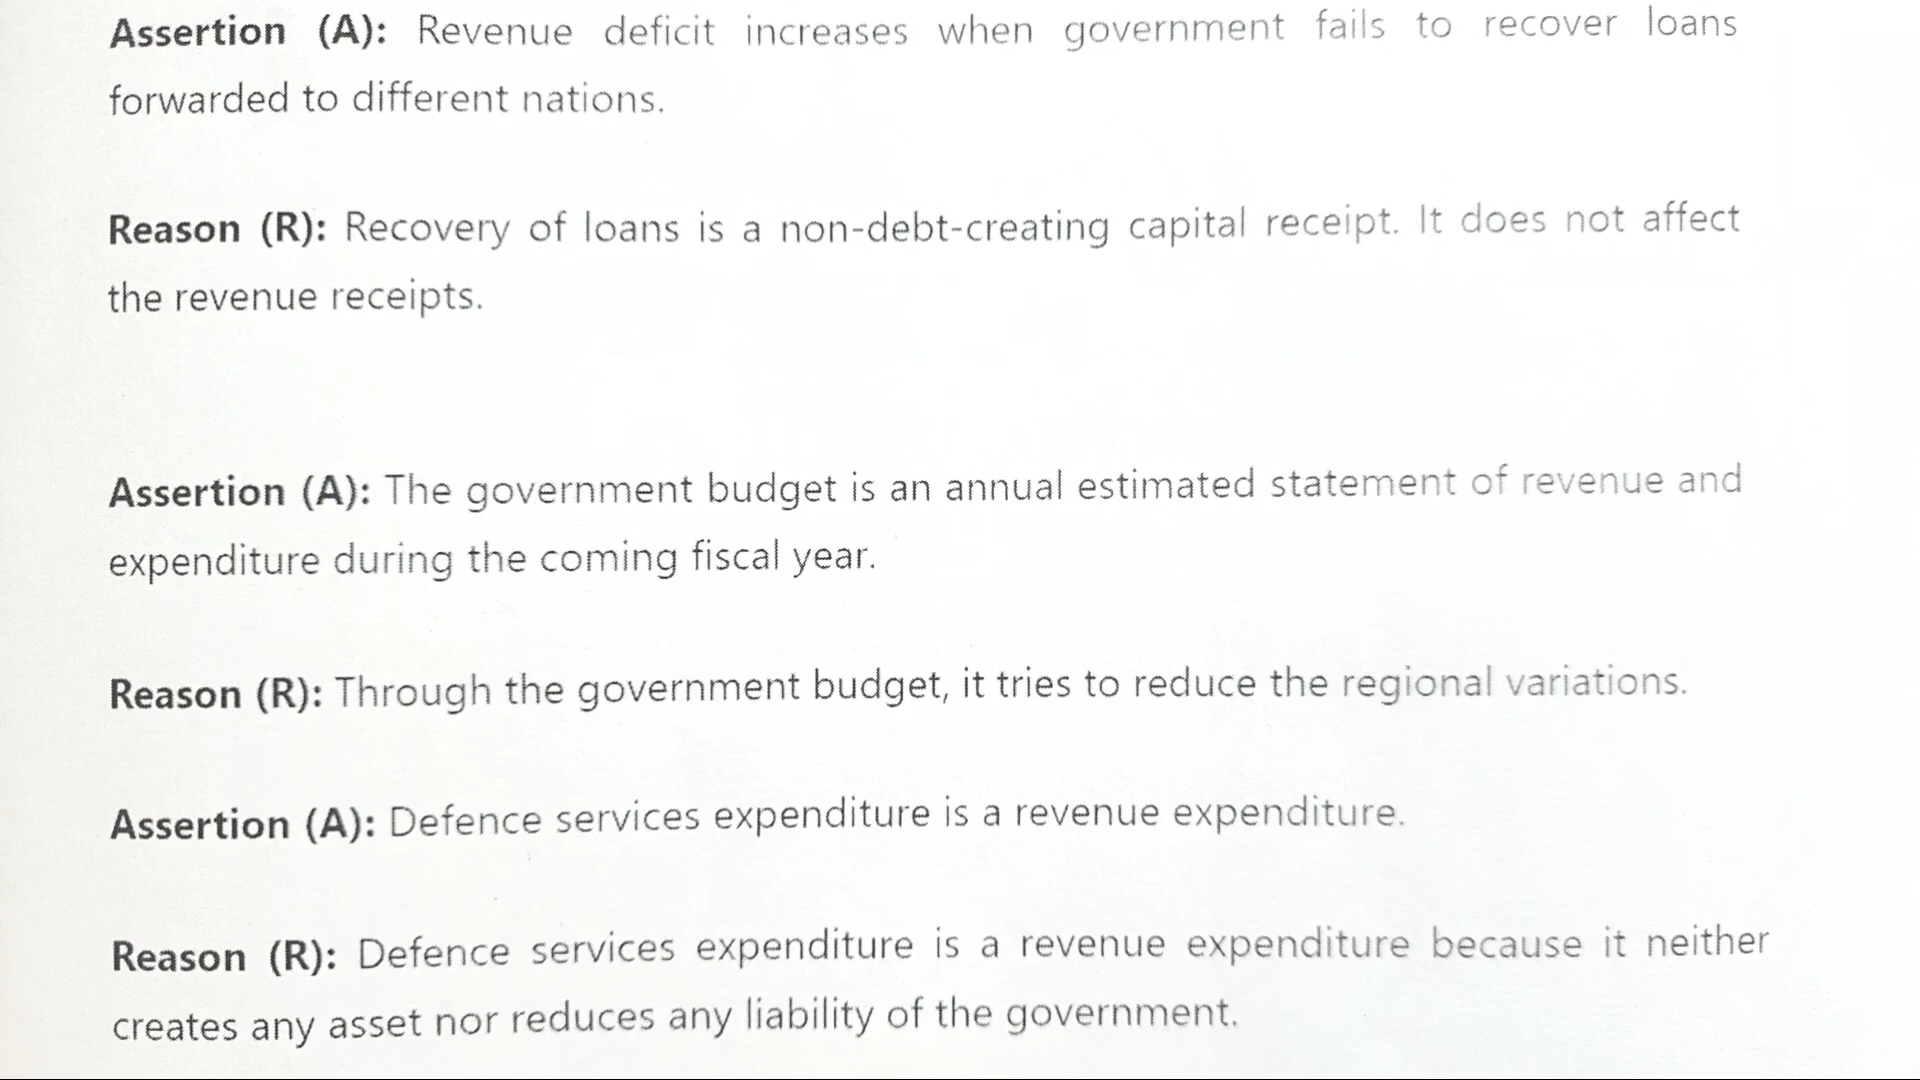 Assertion (A): Revenue deficit increases when government fails to recover loans
forwarded to different nations.
Reason (R): Recovery of loans is a non-debt-creating capital receipt. It does not affect
the revenue receipts.
Assertion (A): The government budget is an annual estimated statement of revenue and
expenditure during the coming fiscal year.
Reason (R): Through the government budget, it tries to reduce the regional variations.
Assertion (A): Defence services expenditure is a revenue expenditure.
Reason (R): Defence services expenditure is a revenue expenditure because it neither
creates any asset nor reduces any liability of the government.